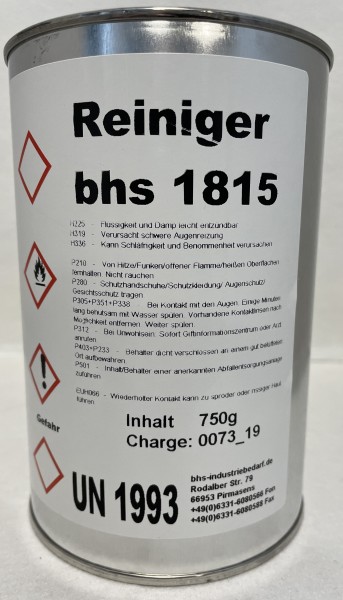 Reiniger
bhs 1815
H225 - Flüssigkeit und Dampf leicht entzündbar
H319 - Verursacht schwere Augenreizung
H336 - Kann Schläfrigkeit und Benommenheit verursachen
P210 - Von Hitze/Funken/offener Flamme/heißen Oberflächen
fernhalten. Nicht rauchen.
P280 - Schutzhandschuhe/Schutzkleidung/ Augenschutz/
Gesichtsschutz tragen
P305+P351+P338 Bei Kontakt mit den Augen. Einige Minuten
lang behutsam mit Wasser spülen. Vorhandene Kontaktlinsen nach
Möglichkeit entfernen. Weiter spülen.
P312 - Bei Unwohlsein. Sofort Giftinformationszentrum oder Arzt
anrufen
P403+P233 - Behälter dicht verschlossen an einem gut belüfteten
Ort aufbewahren
P501 - Inhalt/Behälter einer anerkannten Abfallentsorgungsanlage
zuführen
EUH066 - Wiederholter Kontakt kann zu spröder oder rissiger Haut
führen.
Gefahr
Inhalt 750g
Charge: 0073_19
UN 1993
bhs-industriebedarf.de
Rodalber Str. 79
66953 Pirmasens
+49(0)6331-6080566 Fon
+49(0)6331-6080588 Fax